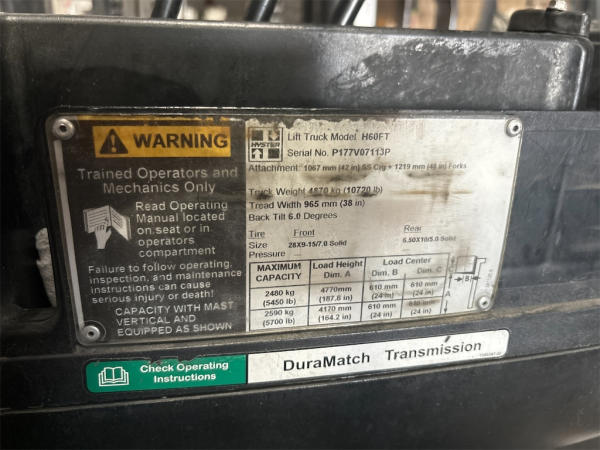 WARNING
Trained Operators and
Mechanics Only
Read Operating
Manual located
on seat or in
operators
compartment
Failure to follow operating,
inspection, and maintenance
instructions can cause
serious injury or death!
CAPACITY WITH MAST
VERTICAL AND
EQUIPPED AS SHOWN
HYSTER
Lift Truck Model H60FT
Serial No. P177V07113P
Attachment 1067 mm (42 in) SS Crg + 1219 mm (48 in) Forks
Truck Weight 4870 kg (10720 lb)
Tread Width 965 mm (38 in)
Back Tilt 6.0 Degrees
Tire Front Rear
Size 28X9-15/7.0 Solid 6.50X10/5.0 Solid
Pressure
MAXIMUM CAPACITY Load Height Dim. A Load Center Dim. B Dim. C
2480 kg (5450 lb) 4770mm (187.8 in) 610 mm (24 in) 610 mm (24 in)
2590 kg (5700 lb) 4170 mm (164.2 in) 610 mm (24 in) 610 mm (24 in)
A B C
Check Operating
Instructions
DuraMatch Transmission